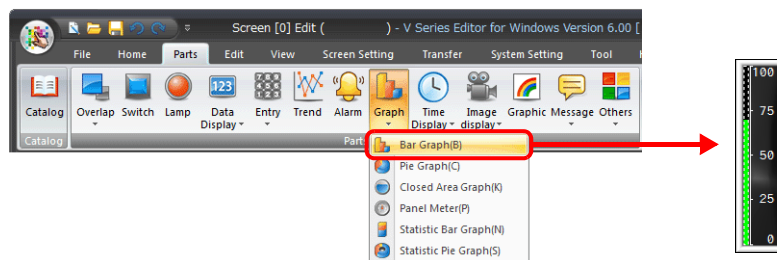 Screen [0] Edit ( ) - V Series Editor for Windows Version 6.00 [
File Home Parts Edit View Screen Setting Transfer System Setting Tool
Catalog Overlap Switch Lamp Data Display Entry Trend Alarm Graph Time Display Image display Graphic Message Others
Catalog Part
123
Bar Graph(B)
Pie Graph(C)
Closed Area Graph(K)
Panel Meter(P)
Statistic Bar Graph(N)
Statistic Pie Graph(S)
100
75
50
25
0